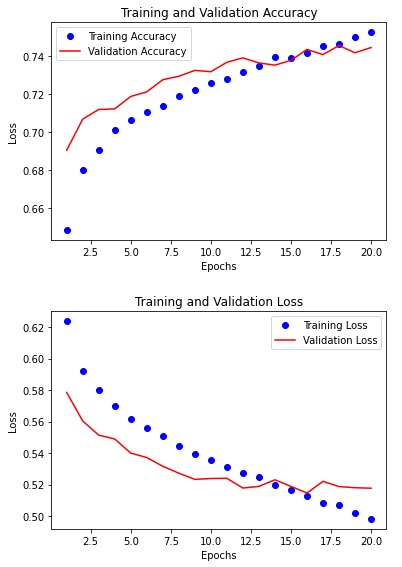 Training and Validation Accuracy
Training Accuracy
Validation Accuracy
Loss
0.74
0.72
0.70
0.68
0.66
2.5 5.0 7.5 10.0 12.5 15.0 17.5 20.0
Epochs
Training and Validation Loss
Training Loss
Validation Loss
Loss
0.62
0.60
0.58
0.56
0.54
0.52
0.50
2.5 5.0 7.5 10.0 12.5 15.0 17.5 20.0
Epochs